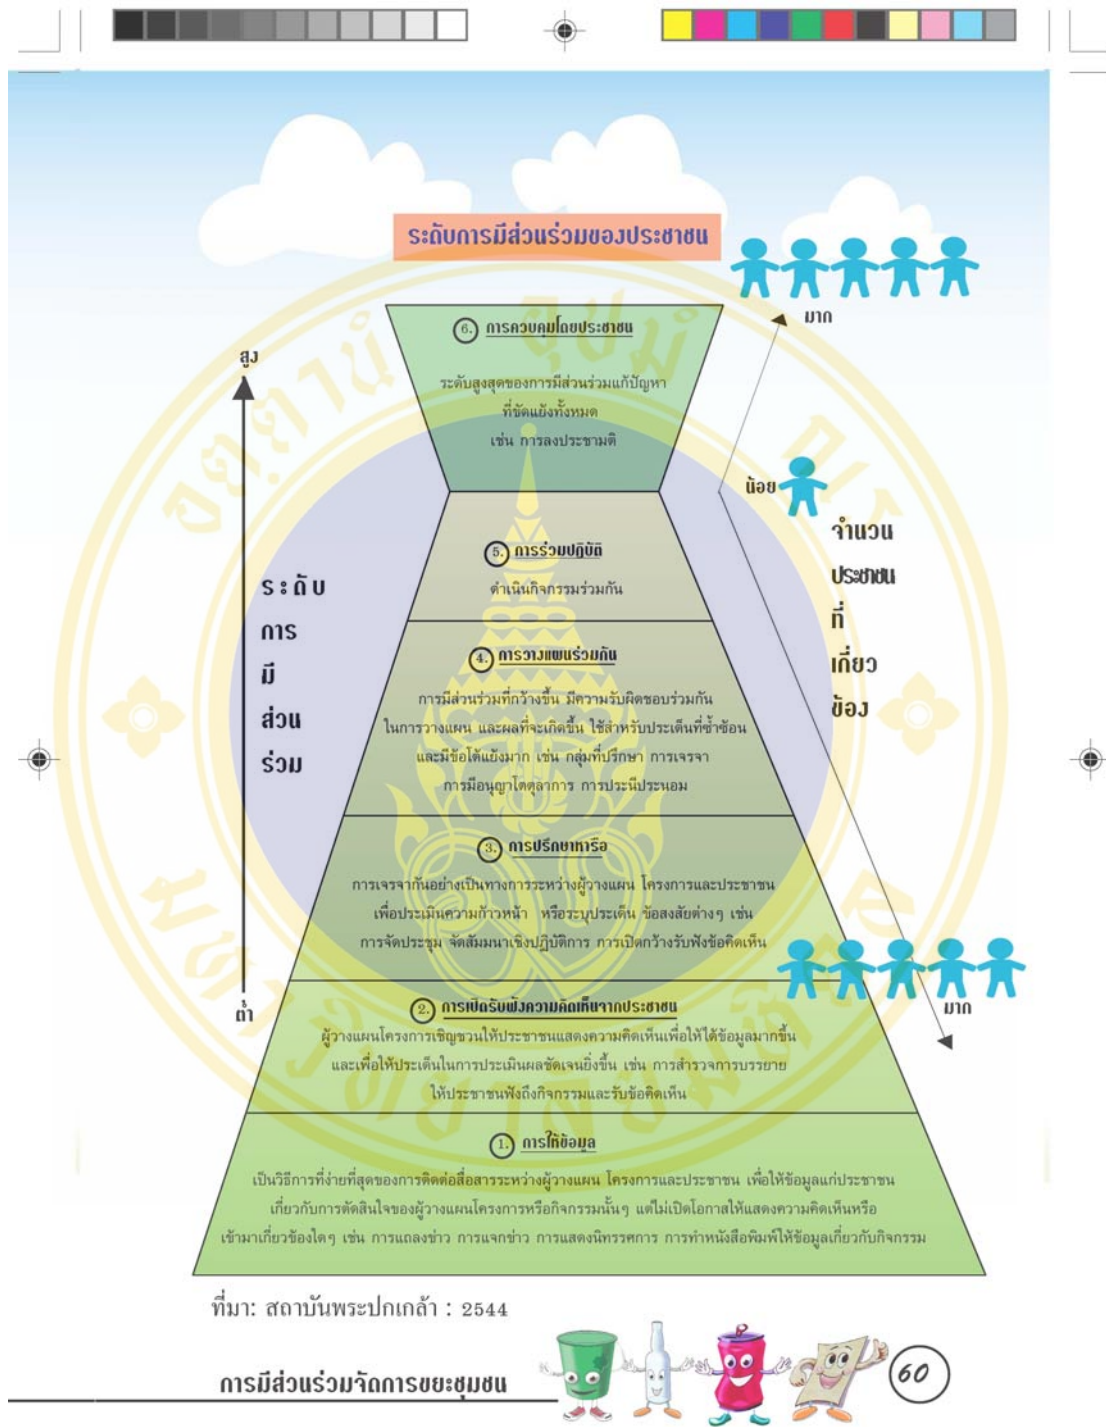 ระดับการมีส่วนร่วมของประชาชน
มาก
สูง
6. การควบคุมโดยประชาชน
ระดับสูงสุดของการมีส่วนร่วมแก้ปัญหา
ที่ขัดแย้งทั้งหมด
เช่น การลงประชามติ
น้อย
จำนวน
ประชาชน
ที่
เกี่ยว
ข้อง
ระดับ
การ
มี
ส่วน
ร่วม
5. การร่วมปฏิบัติ
ดำเนินกิจกรรมร่วมกัน
4. การวางแผนร่วมกัน
การมีส่วนร่วมที่กว้างขึ้น มีความรับผิดชอบร่วมกัน
ในการวางแผน และผลที่จะเกิดขึ้น ใช้สำหรับประเด็นที่ซ้ำซ้อน
และมีข้อโต้แย้งมาก เช่น กลุ่มที่ปรึกษา การเจรจา
การมีอนุญาโตตุลาการ การประนีประนอม
3. การปรึกษาหารือ
การเจรจากันอย่างเป็นทางการระหว่างผู้วางแผน โครงการและประชาชน
เพื่อประเมินความก้าวหน้า หรือระบุประเด็น ข้อสงสัยต่างๆ เช่น
การจัดประชุม จัดสัมมนาเชิงปฏิบัติการ การเปิดกว้างรับฟังข้อคิดเห็น
ต่ำ
มาก
2. การเปิดรับฟังความคิดเห็นจากประชาชน
ผู้วางแผนโครงการเชิญชวนให้ประชาชนแสดงความคิดเห็นเพื่อให้ได้ข้อมูลมากขึ้น
และเพื่อให้ประเด็นในการประเมินผลชัดเจนยิ่งขึ้น เช่น การสำรวจการบรรยาย
ให้ประชาชนฟังถึงกิจกรรมและรับข้อคิดเห็น
1. การให้ข้อมูล
เป็นวิธีการที่ง่ายที่สุดของการติดต่อสื่อสารระหว่างผู้วางแผน โครงการและประชาชน เพื่อให้ข้อมูลแก่ประชาชน
เกี่ยวกับการตัดสินใจของผู้วางแผนโครงการหรือกิจกรรมนั้นๆ แต่ไม่เปิดโอกาสให้แสดงความคิดเห็นหรือ
เข้ามาเกี่ยวข้องใดๆ เช่น การแถลงข่าว การแจกข่าว การแสดงนิทรรศการ การทำหนังสือพิมพ์ให้ข้อมูลเกี่ยวกับกิจกรรม
ที่มา: สถาบันพระปกเกล้า : 2544
การมีส่วนร่วมจัดการขยะชุมชน
60
อตฺตานํ อุปมํ กเร
มหาวิทยาลัยมหิดล